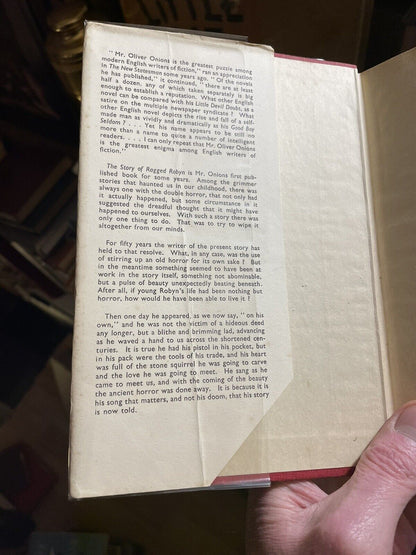 " Mr. Oliver Onions is the greatest puzzle among
modern English writers of fiction," ran an appreciation
in The New Statesman some years ago. " Of the novels
he has published," it continued, " there are at least
half a dozen, any of which taken separately is big
enough to establish a reputation. What other English
novel can be compared with his Little Devil Doubt, as a
satire on the multiple newspaper syndicate ? What
other English novel depicts the rise and fall of a self-
made man as vividly and dramatically as his Good Boy
Seldom ? . . . Yet his name appears to be still no
more than a name to quite a number of intelligent
readers. . . . I can only repeat that Mr. Oliver Onions
is the greatest enigma among English writers of
fiction."
The Story of Ragged Robyn is Mr. Onions first pub-
lished book for some years. Among the grimmer
stories that haunted us in our childhood, there was
always one with the double horror, that not only had
it actually happened, but some circumstance in it
suggested the dreadful thought that it might have
happened to ourselves. With such a story there was
only one thing to do. That was to try to wipe it
altogether from our minds.
For fifty years the writer of the present story has
held to that resolve. What, in any case, was the use
of stirring up an old horror for its own sake ? But
in the meantime something seemed to have been at
work in the story itself, something not abominable,
but a pulse of beauty unexpectedly beating beneath.
After all, if young Robyn's life had been nothing but
horror, how would he have been able to live it ?
Then one day he appeared, as we now say, " on his
own," and he was not the victim of a hideous deed
any longer, but a blithe and brimming lad, advancing
as he waved a hand to us across the shortened cen-
turies. It is true he had his pistol in his pocket, but
in his pack were the tools of his trade, and his heart
was full of the stone squirrel he was going to carve
and the love he was going to meet. He sang as he
came to meet us, and with the coming of the beauty
the ancient horror was done away. It is because it is
his song that matters, and not his doom, that his story
is now told.